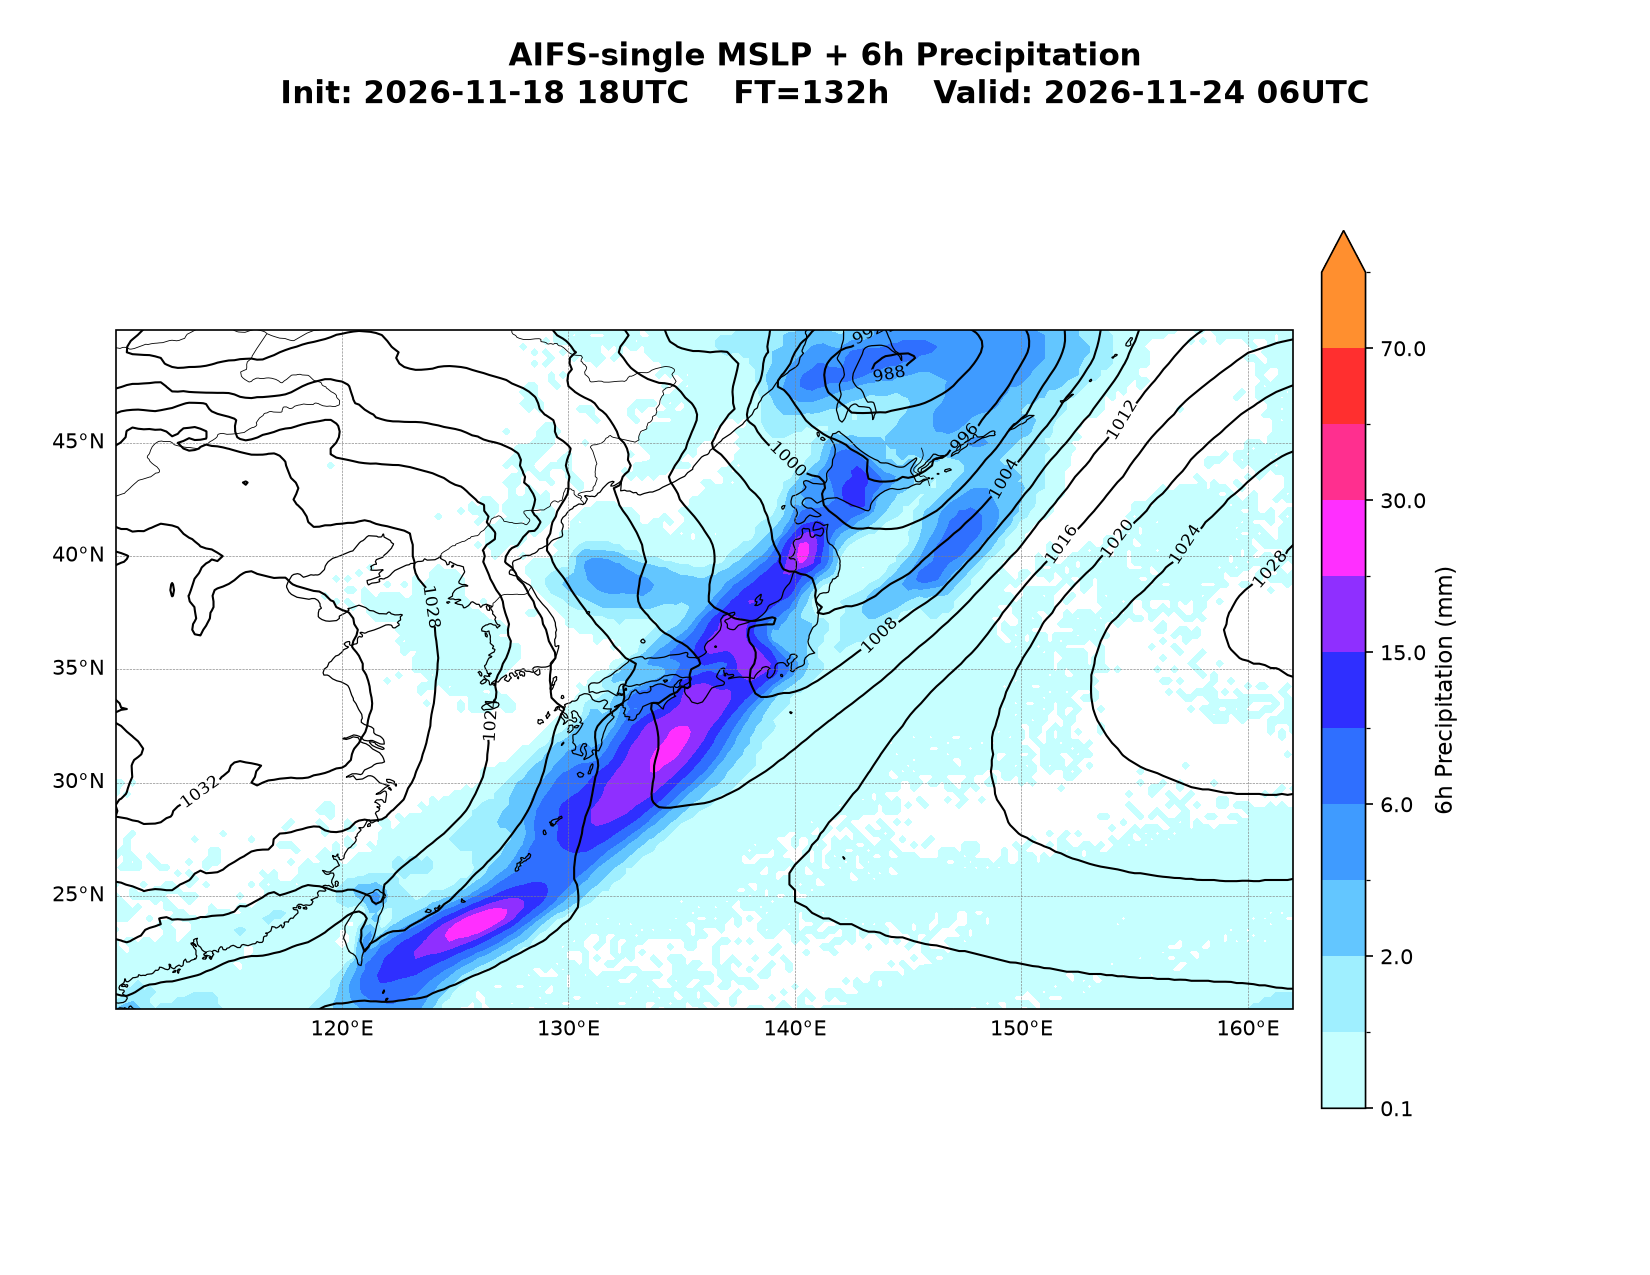 AIFS-single MSLP + 6h Precipitation
Init: 2026-11-18 18UTC    FT=132h    Valid: 2026-11-24 06UTC
992
988
1012
996
1000
1004
1016
1020
1024
1028
1028
1008
1024
1032
45°N
40°N
35°N
30°N
25°N
120°E
130°E
140°E
150°E
160°E
70.0
30.0
15.0
6.0
2.0
0.1
6h Precipitation (mm)